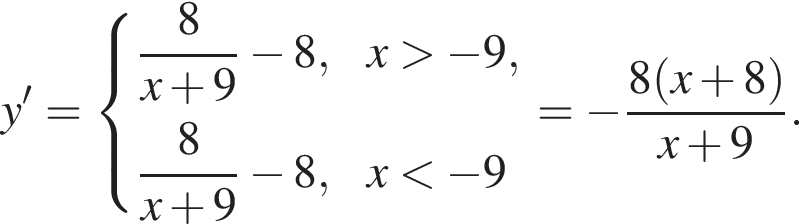 y′ = { 8/(x + 9) − 8, x > −9,
8/(x + 9) − 8, x < −9 = − 8(x + 8)/(x + 9).